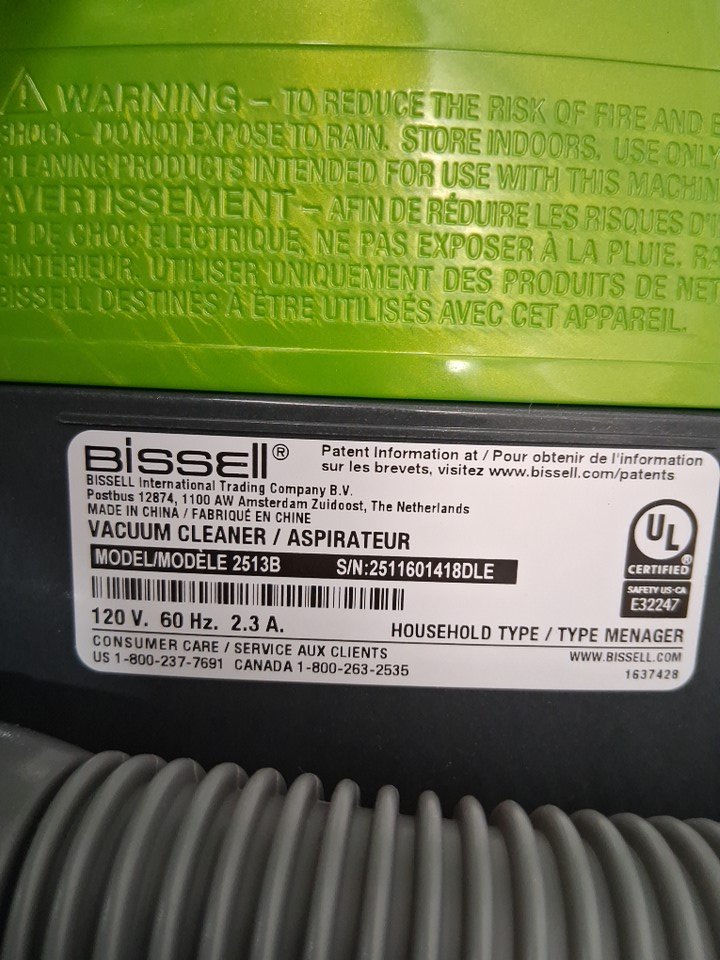 ⚠ WARNING – TO REDUCE THE RISK OF FIRE AND
SHOCK – DO NOT EXPOSE TO RAIN. STORE INDOORS. USE ONLY
CLEANING PRODUCTS INTENDED FOR USE WITH THIS
AVERTISSEMENT – AFIN DE RÉDUIRE LES RISQUES
ET DE CHOC ÉLECTRIQUE, NE PAS EXPOSER À LA PLUIE.
INTÉRIEUR. UTILISER UNIQUEMENT DES PRODUITS DE
BISSELL DESTINÉS À ÊTRE UTILISÉS AVEC CET APPAREIL.
BISSELL®
Patent Information at / Pour obtenir de l'information
sur les brevets, visitez www.bissell.com/patents
BISSELL International Trading Company B.V.
Postbus 12874, 1100 AW Amsterdam Zuidoost, The Netherlands
MADE IN CHINA / FABRIQUÉ EN CHINE
VACUUM CLEANER / ASPIRATEUR
MODEL/MODÈLE 2513B S/N:2511601418DLE
120 V. 60 Hz. 2.3 A.
HOUSEHOLD TYPE / TYPE MENAGER
CONSUMER CARE / SERVICE AUX CLIENTS
US 1-800-237-7691 CANADA 1-800-263-2535
WWW.BISSELL.COM
1637428
UL
CERTIFIED
SAFETY US-CA
E32247